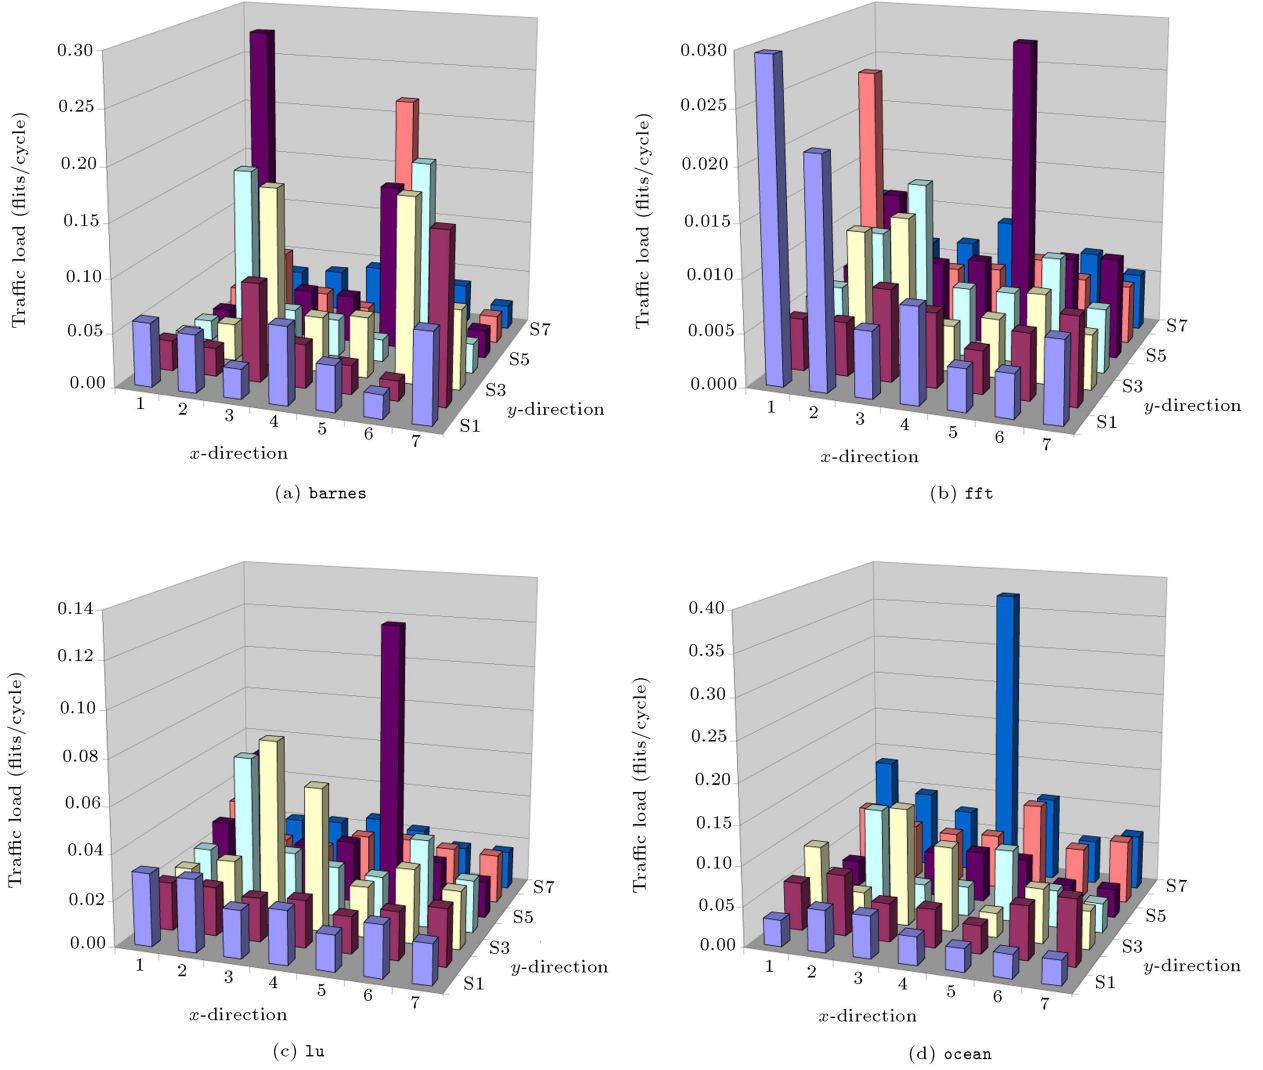 Traffic load (flits/cycle)
0.30
0.25
0.20
0.15
0.10
0.05
0.00
1
2
3
4
5
6
7
S1
S3
S5
S7
x-direction
y-direction
(a) barnes
Traffic load (flits/cycle)
0.030
0.025
0.020
0.015
0.010
0.005
0.000
1
2
3
4
5
6
7
S1
S3
S5
S7
x-direction
y-direction
(b) fft
Traffic load (flits/cycle)
0.14
0.12
0.10
0.08
0.06
0.04
0.02
0.00
1
2
3
4
5
6
7
S1
S3
S5
S7
x-direction
y-direction
(c) lu
Traffic load (flits/cycle)
0.40
0.35
0.30
0.25
0.20
0.15
0.10
0.05
0.00
1
2
3
4
5
6
7
S1
S3
S5
S7
x-direction
y-direction
(d) ocean